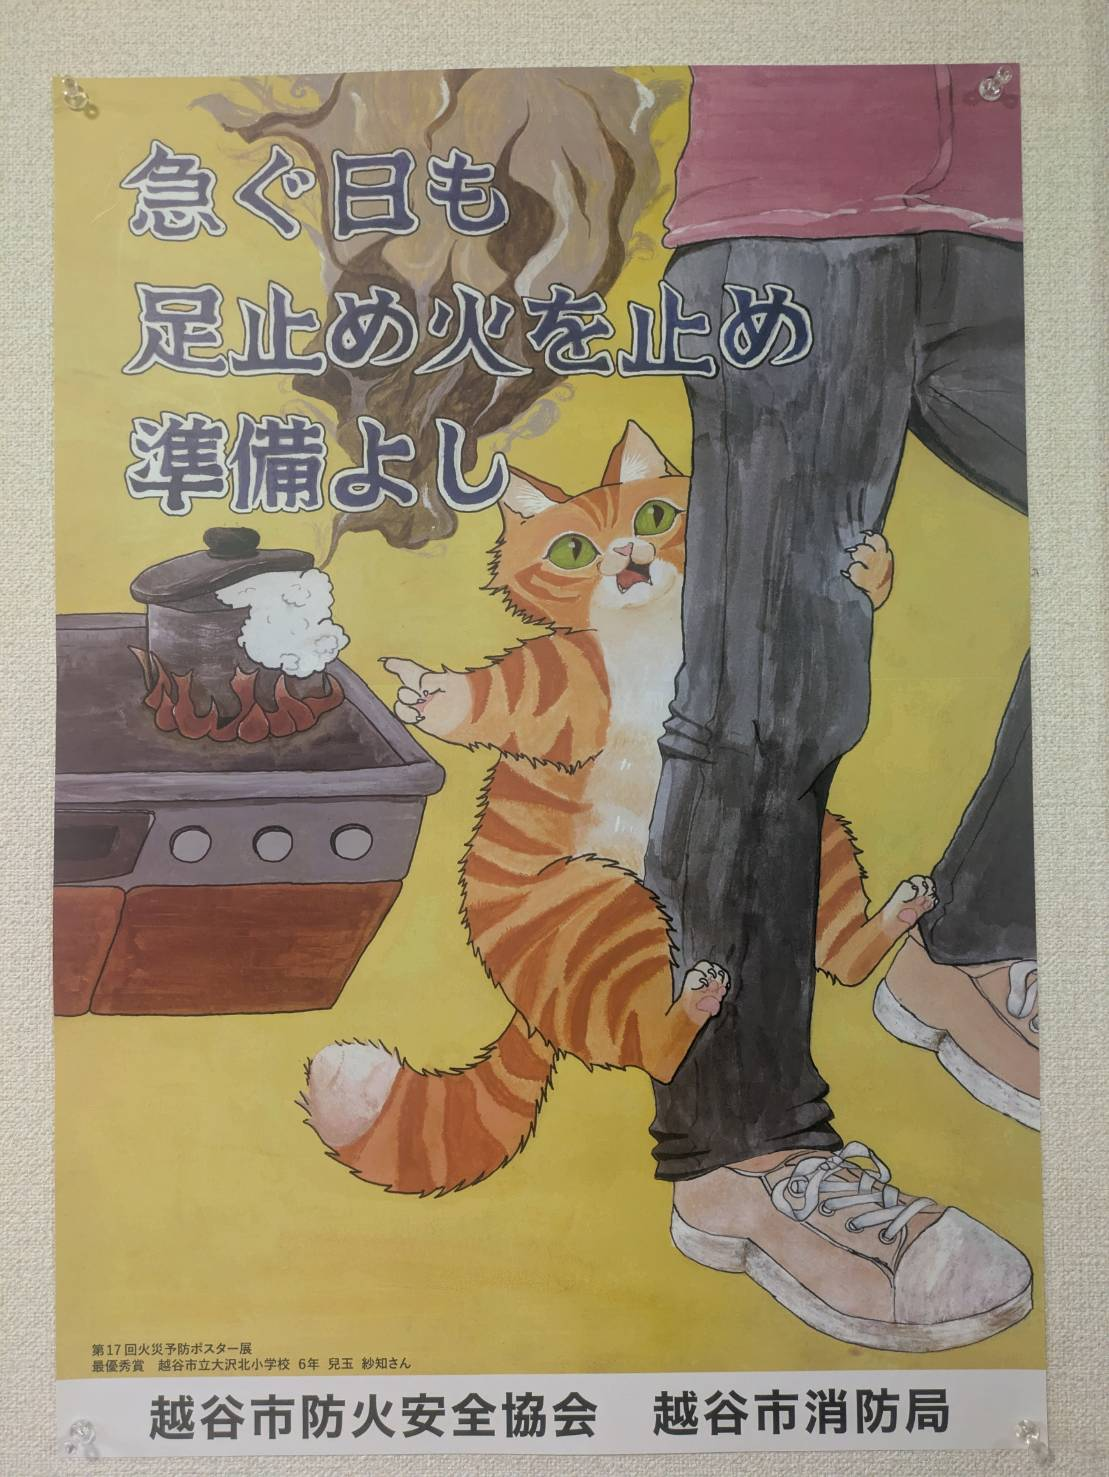 急ぐ日も
足止め火を止め
準備よし
第17回火災予防ポスター展
最優秀賞　越谷市立大沢北小学校 6年 兒玉 紗知さん
越谷市防火安全協会　越谷市消防局